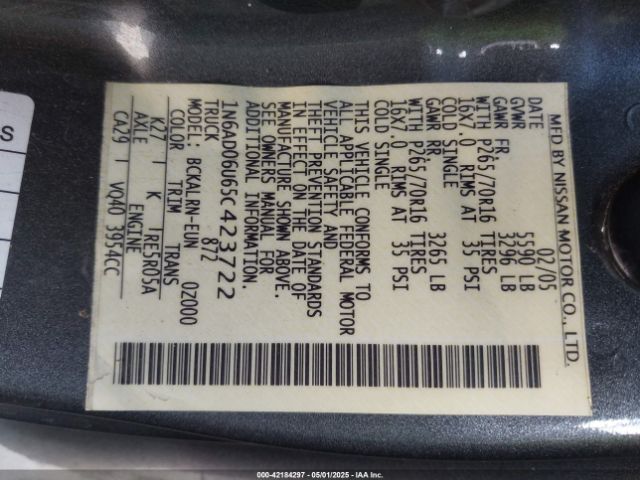 MFD BY NISSAN MOTOR CO., LTD.
DATE 02/05
GVWR 5590 LB
GAWR FR, 3296 LB
WITH P265/70R16 TIRES
16X7.0 RIMS AT 35 PSI
COLD SINGLE
GAWR RR, 3265 LB
WITH P265/70R16 TIRES
16X7.0 RIMS AT 35 PSI
COLD SINGLE
THIS VEHICLE CONFORMS TO
ALL APPLICABLE FEDERAL MOTOR
VEHICLE SAFETY AND
THEFT PREVENTION STANDARDS
IN EFFECT ON THE DATE OF
MANUFACTURE SHOWN ABOVE.
SEE OWNERS MANUAL FOR
ADDITIONAL INFORMATION.
1N6AD06U65C423722
TRUCK 872
MODEL: BCKALRN-EUN 0Z000
COLOR TRIM TRANS
K27 | K | RE5R05A
AXLE ENGINE
CA29 | VQ40 3954CC
S
000-42184297 - 05/01/2025 - IAA Inc.